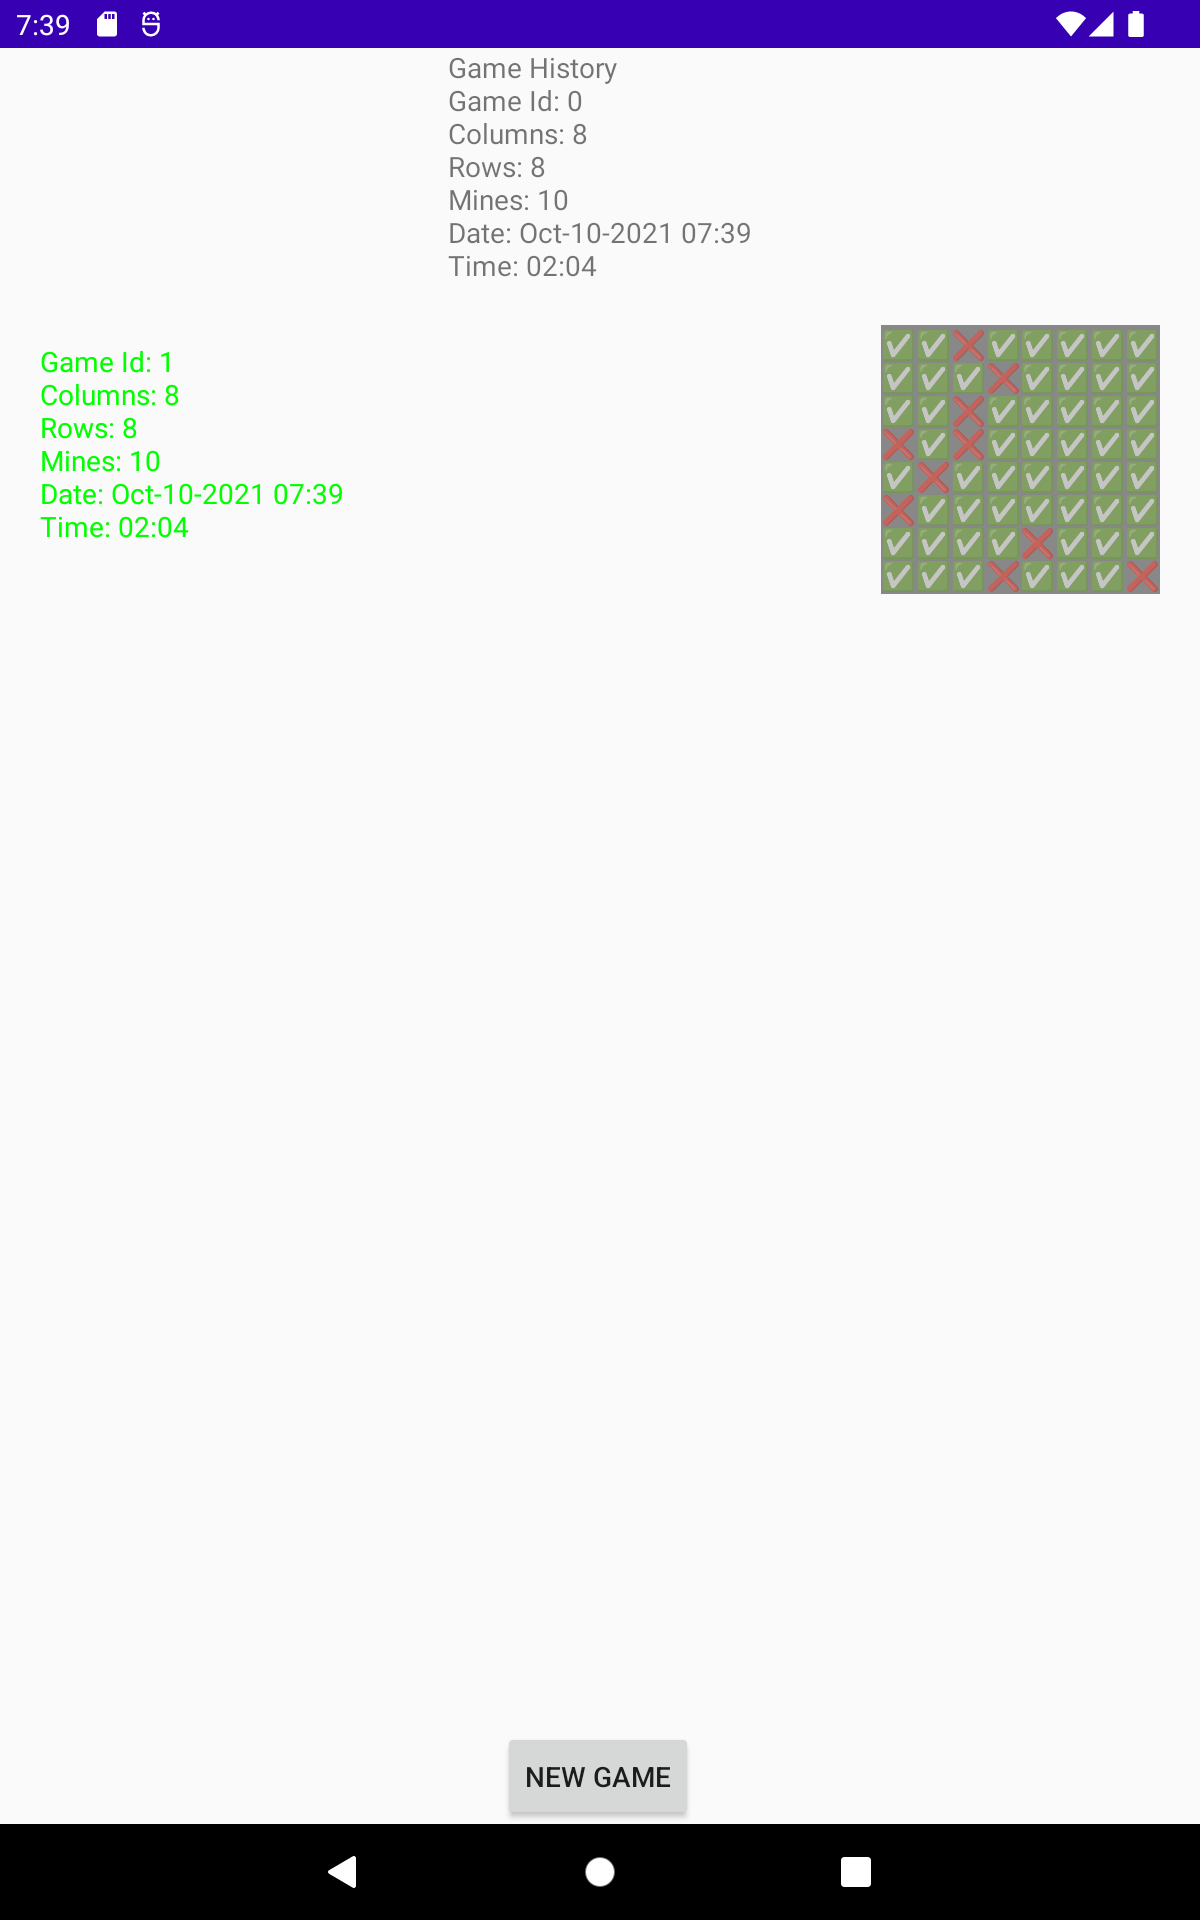 7:39
Game History
Game Id: 0
Columns: 8
Rows: 8
Mines: 10
Date: Oct-10-2021 07:39
Time: 02:04
Game Id: 1
Columns: 8
Rows: 8
Mines: 10
Date: Oct-10-2021 07:39
Time: 02:04
✅✅❌✅✅✅✅✅
✅✅✅❌✅✅✅✅
✅✅❌✅✅✅✅✅
❌✅❌✅✅✅✅✅
✅❌✅✅✅✅✅✅
❌✅✅✅✅✅✅✅
✅✅✅✅❌✅✅✅
✅✅✅❌✅✅✅❌
NEW GAME